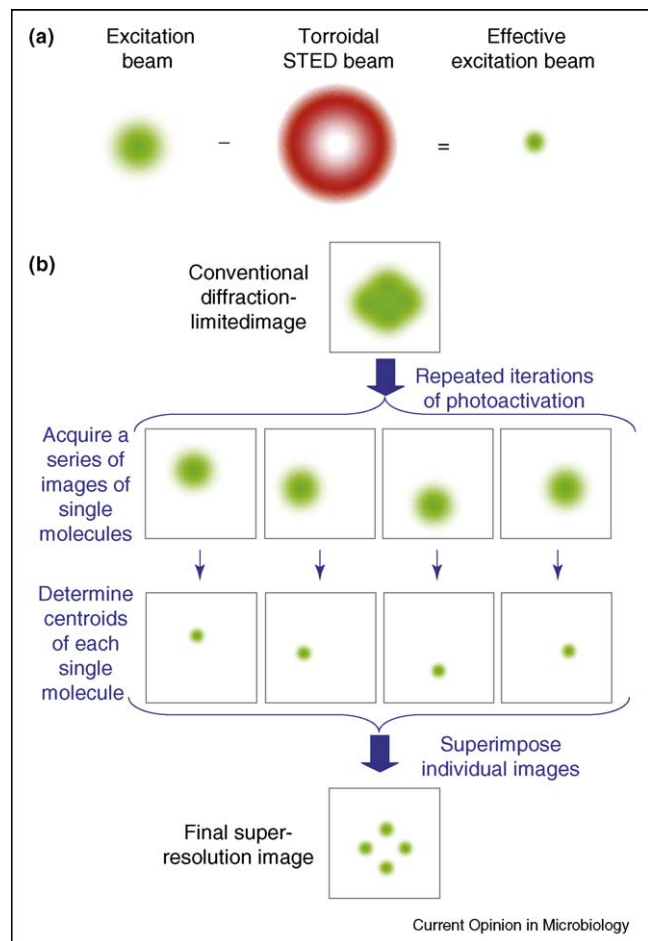 (a)
Excitation
beam
Torroidal
STED beam
Effective
excitation beam
–
=
(b)
Conventional
diffraction-
limitedimage
Repeated iterations
of photoactivation
Acquire a
series of
images of
single
molecules
Determine
centroids
of each
single
molecule
Superimpose
individual images
Final super-
resolution image
Current Opinion in Microbiology